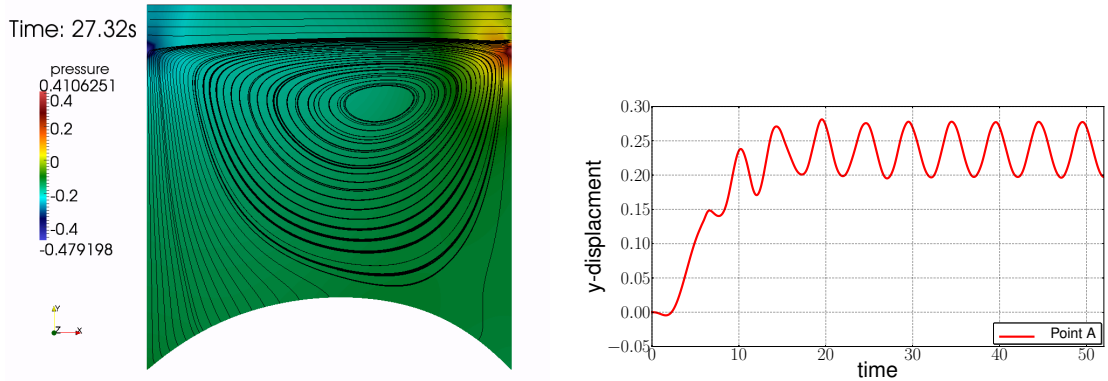 Time: 27.32s
pressure
0.4106251
0.4
0.2
0
-0.2
-0.4
-0.479198
Y
Z
X
y-displacment
0.30
0.25
0.20
0.15
0.10
0.05
0.00
−0.05
0
10
20
30
40
50
time
Point A